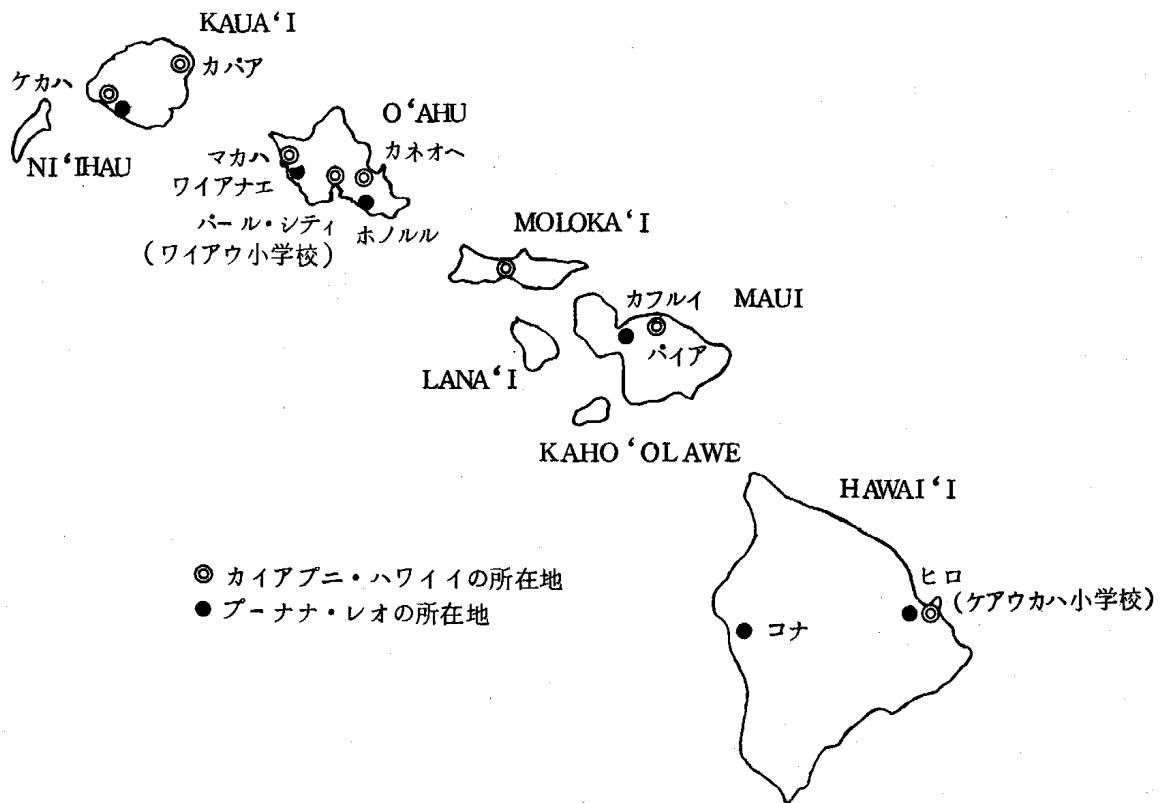 KAUA‘I
カパア
ケカハ
NI‘IHAU
O‘AHU
カネオヘ
マカハ
ワイアナエ
パール・シティ
(ワイアウ小学校)
ホノルル
MOLOKA‘I
カフルイ
MAUI
パイア
LANA‘I
KAHO‘OLAWE
HAWAI‘I
ヒロ
(ケアウカハ小学校)
コナ
◎ カイアプニ・ハワイイの所在地
● プーナナ・レオの所在地